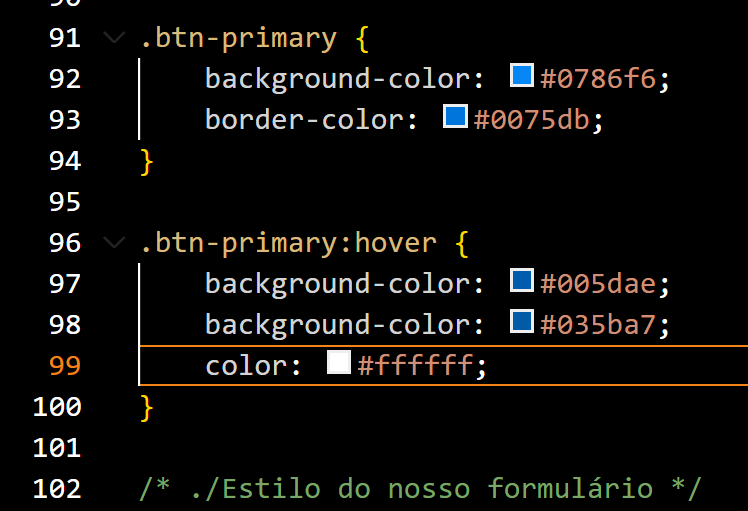 90
91 .btn-primary {
92 background-color: #0786f6;
93 border-color: #0075db;
94 }
95
96 .btn-primary:hover {
97 background-color: #005dae;
98 background-color: #035ba7;
99 color: #ffffff;
100 }
101
102 /* ./Estilo do nosso formulário */